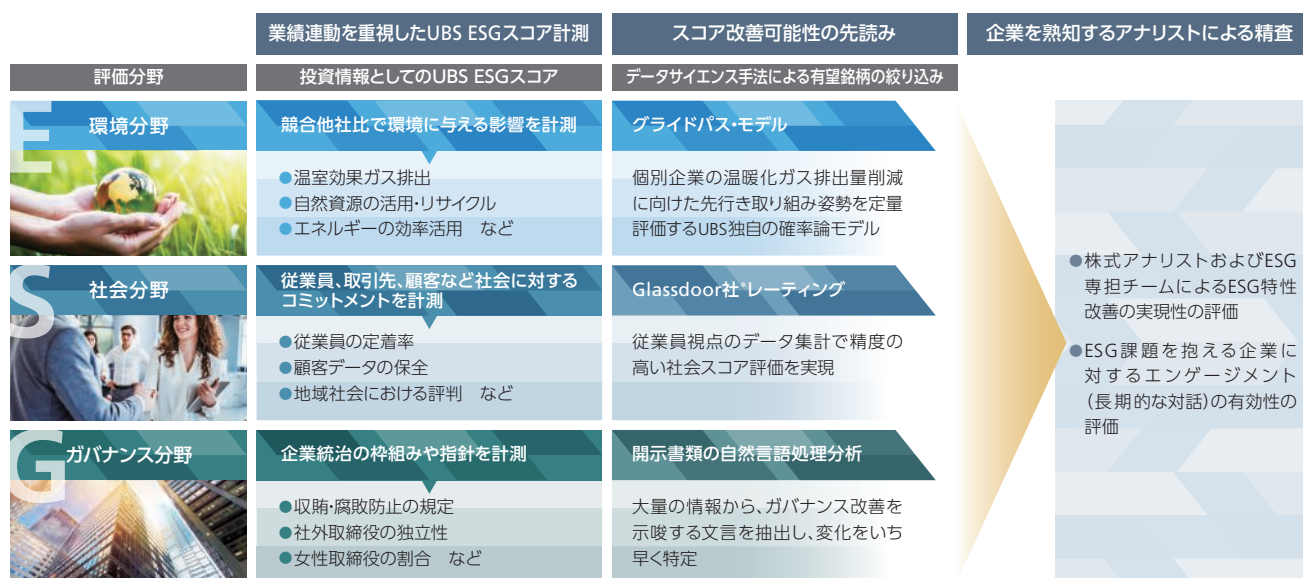 業績連動を重視したUBS ESGスコア計測
スコア改善可能性の先読み
企業を熟知するアナリストによる精査
評価分野
投資情報としてのUBS ESGスコア
データサイエンス手法による有望銘柄の絞り込み
E
環境分野
競合他社比で環境に与える影響を計測
●温室効果ガス排出
●自然資源の活用・リサイクル
●エネルギーの効率活用 など
グライドパス・モデル
個別企業の温暖化ガス排出量削減
に向けた先行き取り組み姿勢を定量
評価するUBS独自の確率論モデル
S
社会分野
従業員、取引先、顧客など社会に対する
コミットメントを計測
●従業員の定着率
●顧客データの保全
●地域社会における評判 など
Glassdoor社*レーティング
従業員視点のデータ集計で精度の
高い社会スコア評価を実現
G
ガバナンス分野
企業統治の枠組みや指針を計測
●収賄・腐敗防止の規定
●社外取締役の独立性
●女性取締役の割合 など
開示書類の自然言語処理分析
大量の情報から、ガバナンス改善を
示唆する文言を抽出し、変化をいち
早く特定
●株式アナリストおよびESG
専担チームによるESG特性
改善の実現性の評価
●ESG課題を抱える企業に
対するエンゲージメント
(長期的な対話)の有効性の
評価